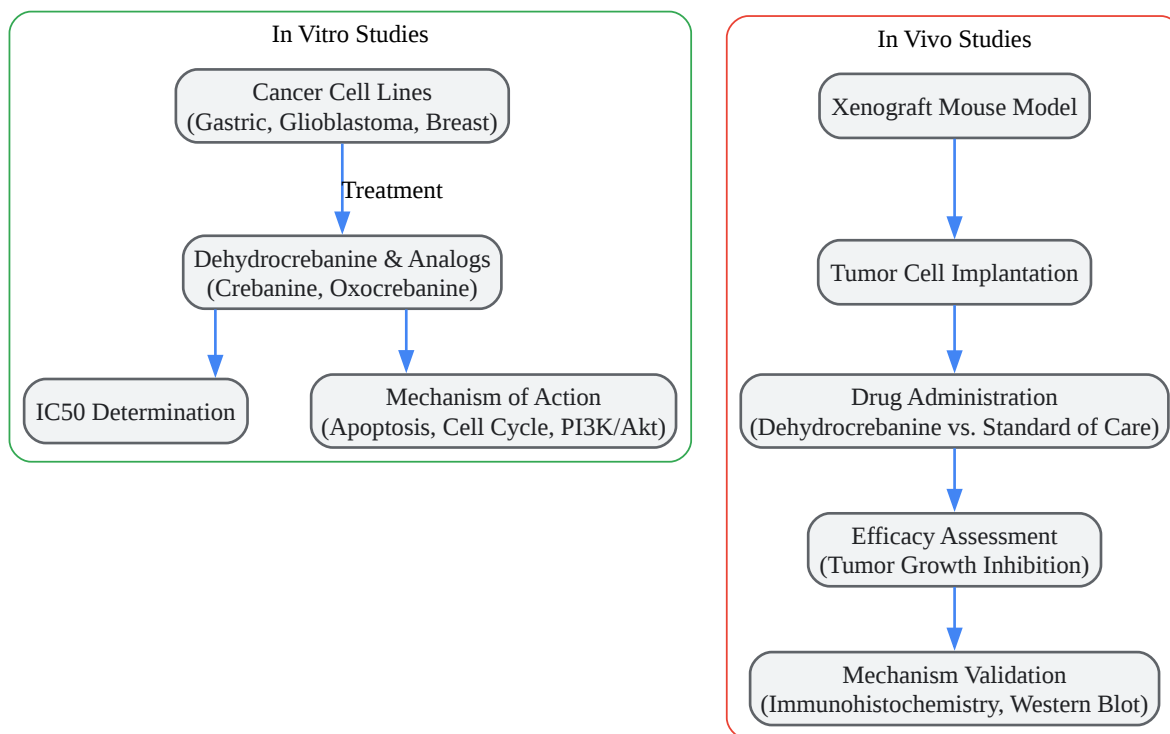 In Vitro Studies
Cancer Cell Lines
(Gastric, Glioblastoma, Breast)
Treatment
Dehydrocrebanine & Analogs
(Crebanine, Oxocrebanine)
IC50 Determination
Mechanism of Action
(Apoptosis, Cell Cycle, PI3K/Akt)
In Vivo Studies
Xenograft Mouse Model
Tumor Cell Implantation
Drug Administration
(Dehydrocrebanine vs. Standard of Care)
Efficacy Assessment
(Tumor Growth Inhibition)
Mechanism Validation
(Immunohistochemistry, Western Blot)